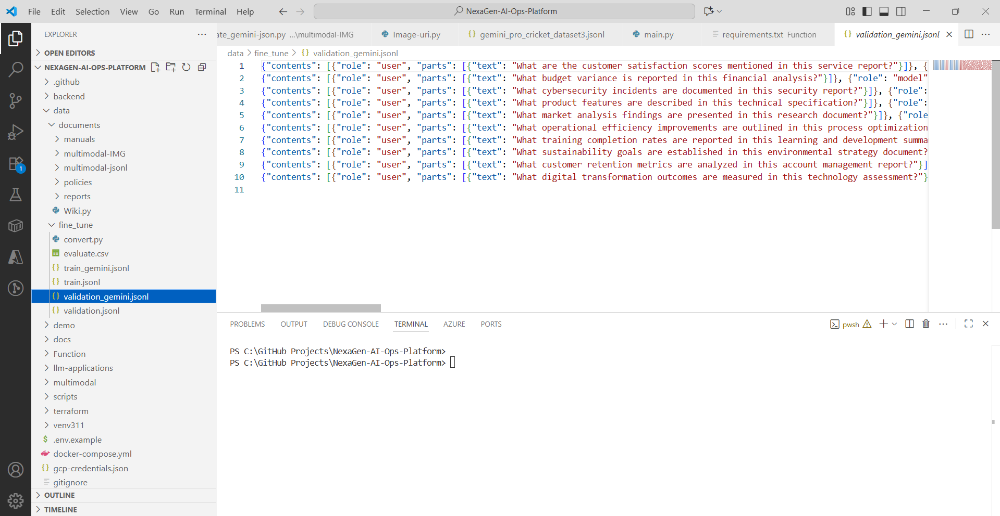 File Edit Selection View Go Run Terminal Help
NexaGen-AI-Ops-Platform
EXPLORER
OPEN EDITORS
NEXAGEN-AI-OPS-PLATFORM
.github
backend
data
documents
manuals
multimodal-IMG
multimodal-jsonl
policies
reports
Wiki.py
fine_tune
convert.py
evaluate.csv
train_gemini.jsonl
train.jsonl
validation_gemini.jsonl
validation.jsonl
demo
docs
Function
llm-applications
multimodal
scripts
terraform
venv311
.env.example
docker-compose.yml
gcp-credentials.json
gitignore
OUTLINE
TIMELINE
1
ate_gemini-json.py ...\multimodal-IMG
Image-uri.py
gemini_pro_cricket_dataset3.jsonl
main.py
requirements.txt Function
validation_gemini.jsonl
data > fine_tune > {} validation_gemini.jsonl
1 {"contents": [{"role": "user", "parts": [{"text": "What are the customer satisfaction scores mentioned in this service report?"}]}, {
2 {"contents": [{"role": "user", "parts": [{"text": "What budget variance is reported in this financial analysis?"}]}, {"role": "model"
3 {"contents": [{"role": "user", "parts": [{"text": "What cybersecurity incidents are documented in this security report?"}]}, {"role":
4 {"contents": [{"role": "user", "parts": [{"text": "What product features are described in this technical specification?"}]}, {"role":
5 {"contents": [{"role": "user", "parts": [{"text": "What market analysis findings are presented in this research document?"}]}, {"role
6 {"contents": [{"role": "user", "parts": [{"text": "What operational efficiency improvements are outlined in this process optimization
7 {"contents": [{"role": "user", "parts": [{"text": "What training completion rates are reported in this learning and development summa
8 {"contents": [{"role": "user", "parts": [{"text": "What sustainability goals are established in this environmental strategy document?
9 {"contents": [{"role": "user", "parts": [{"text": "What customer retention metrics are analyzed in this account management report?"}]
10 {"contents": [{"role": "user", "parts": [{"text": "What digital transformation outcomes are measured in this technology assessment?"}
11
PROBLEMS OUTPUT DEBUG CONSOLE TERMINAL AZURE PORTS
pwsh
PS C:\GitHub Projects\NexaGen-AI-Ops-Platform>
PS C:\GitHub Projects\NexaGen-AI-Ops-Platform>